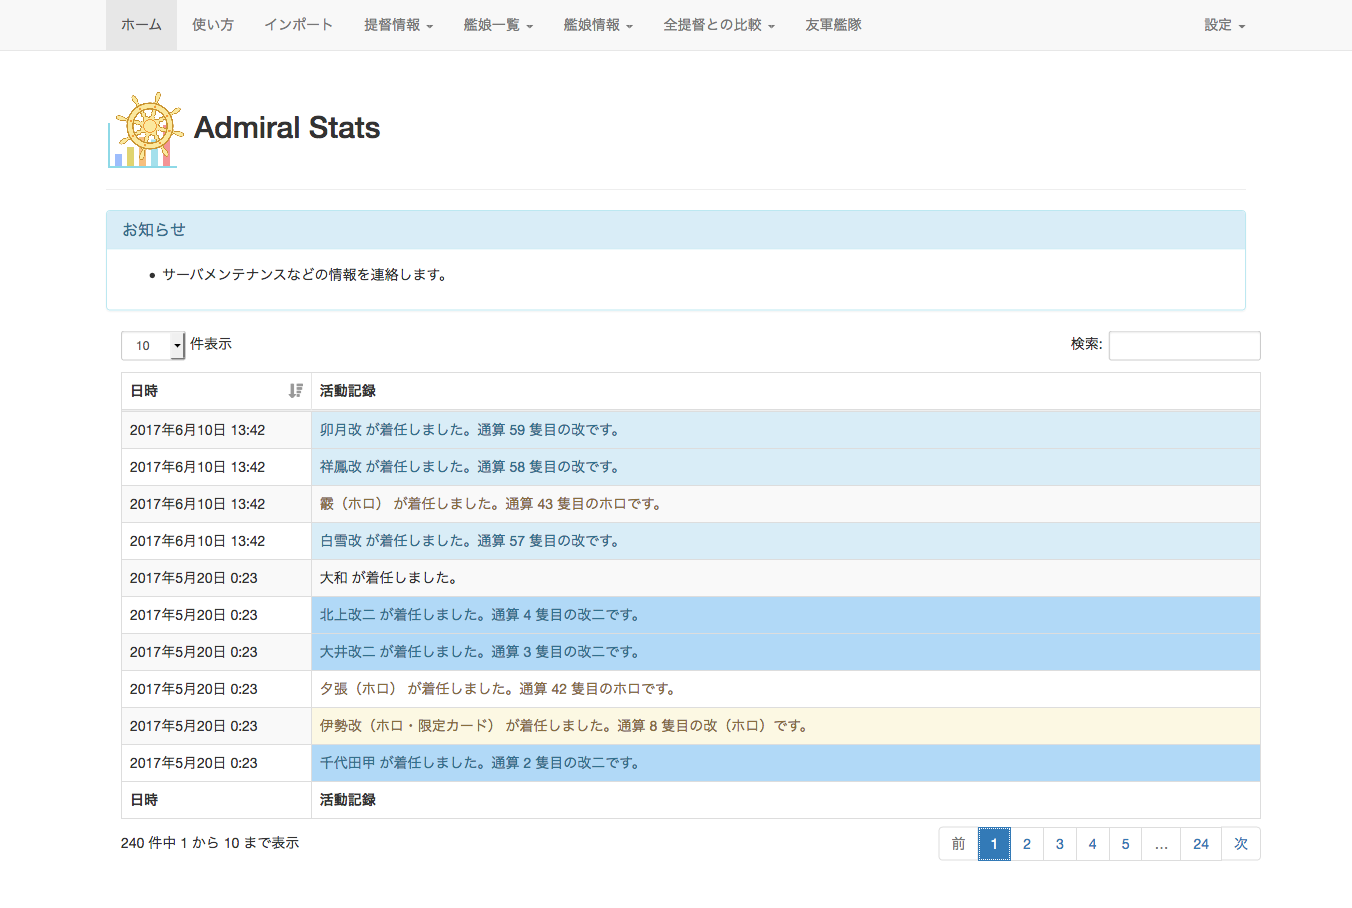 ホーム 使い方 インポート 提督情報 艦娘一覧 艦娘情報 全提督との比較 友軍艦隊 設定
Admiral Stats
お知らせ
サーバメンテナンスなどの情報を連絡します。
10 件表示 検索:
日時 活動記録
2017年6月10日 13:42 卯月改 が着任しました。通算 59 隻目の改です。
2017年6月10日 13:42 祥鳳改 が着任しました。通算 58 隻目の改です。
2017年6月10日 13:42 霰（ホロ） が着任しました。通算 43 隻目のホロです。
2017年6月10日 13:42 白雪改 が着任しました。通算 57 隻目の改です。
2017年5月20日 0:23 大和 が着任しました。
2017年5月20日 0:23 北上改二 が着任しました。通算 4 隻目の改二です。
2017年5月20日 0:23 大井改二 が着任しました。通算 3 隻目の改二です。
2017年5月20日 0:23 夕張（ホロ） が着任しました。通算 42 隻目のホロです。
2017年5月20日 0:23 伊勢改（ホロ・限定カード） が着任しました。通算 8 隻目の改（ホロ）です。
2017年5月20日 0:23 千代田甲 が着任しました。通算 2 隻目の改二です。
日時 活動記録
240 件中 1 から 10 まで表示 前 1 2 3 4 5 … 24 次